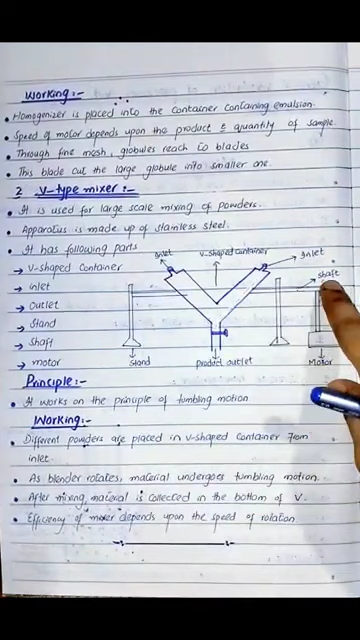 Working:-
• Homogenizer is placed into the container containing emulsion.
• Speed of motor depends upon the product & quantity of sample.
• Through fine mesh, globules reach to blades
• This blade cut the large globule into smaller one.
2 V-type mixer:-
• It is used for large scale mixing of powders.
• Apparatus is made up of stainless steel.
• It has following parts
→ V-shaped container
→ inlet
→ Outlet
→ Stand
→ Shaft
→ motor
Inlet
V-shaped container
Inlet
shaft
Stand
product outlet
Motor
Principle:-
• It works on the principle of tumbling motion
Working:-
• Different powders are placed in V-shaped container from
inlet.
• As blender rotates, material undergoes tumbling motion.
• After mixing material is collected in the bottom of V.
• Efficiency of mixer depends upon the speed of rotation.